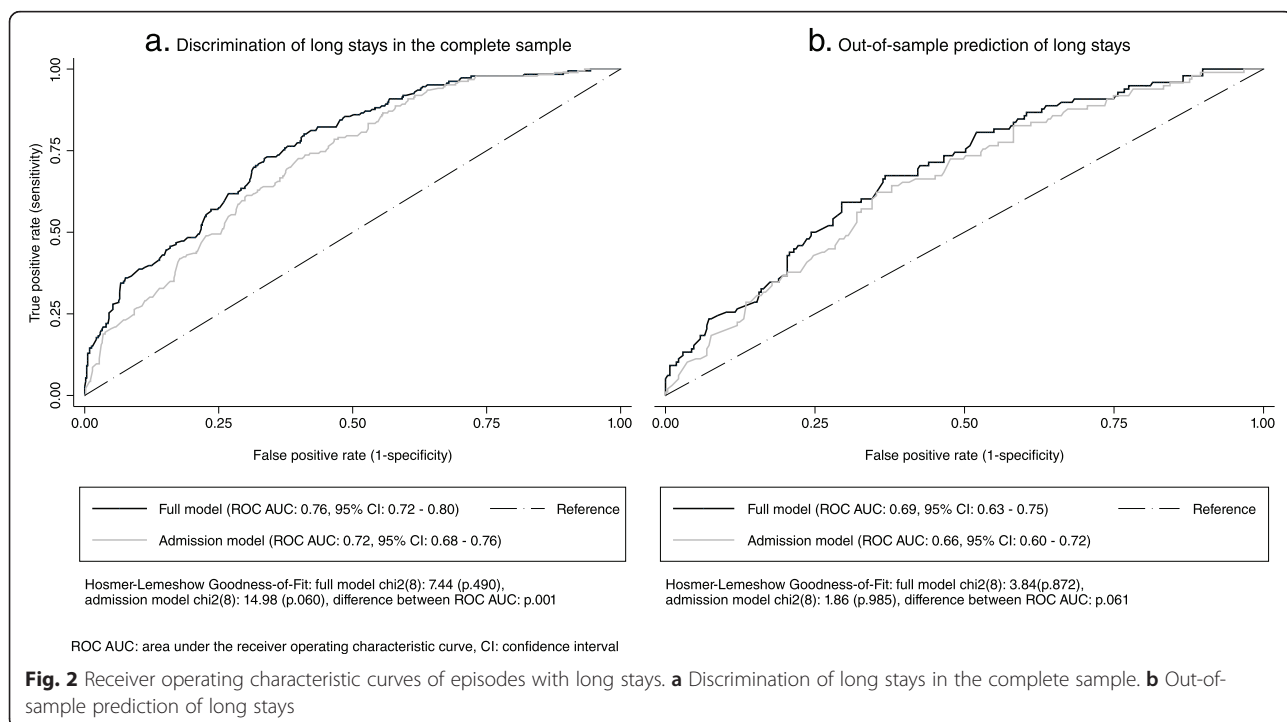 a. Discrimination of long stays in the complete sample
True positive rate (sensitivity)
1.00
0.75
0.50
0.25
0.00
0.00 0.25 0.50 0.75 1.00
False positive rate (1-specificity)
Full model (ROC AUC: 0.76, 95% CI: 0.72 - 0.80) Reference
Admission model (ROC AUC: 0.72, 95% CI: 0.68 - 0.76)
Hosmer-Lemeshow Goodness-of-Fit: full model chi2(8): 7.44 (p.490),
admission model chi2(8): 14.98 (p.060), difference between ROC AUC: p.001
b. Out-of-sample prediction of long stays
0.00 0.25 0.50 0.75 1.00
False positive rate (1-specificity)
Full model (ROC AUC: 0.69, 95% CI: 0.63 - 0.75) Reference
Admission model (ROC AUC: 0.66, 95% CI: 0.60 - 0.72)
Hosmer-Lemeshow Goodness-of-Fit: full model chi2(8): 3.84(p.872),
admission model chi2(8): 1.86 (p.985), difference between ROC AUC: p.061
ROC AUC: area under the receiver operating characteristic curve, CI: confidence interval
Fig. 2 Receiver operating characteristic curves of episodes with long stays. a Discrimination of long stays in the complete sample. b Out-of-
sample prediction of long stays